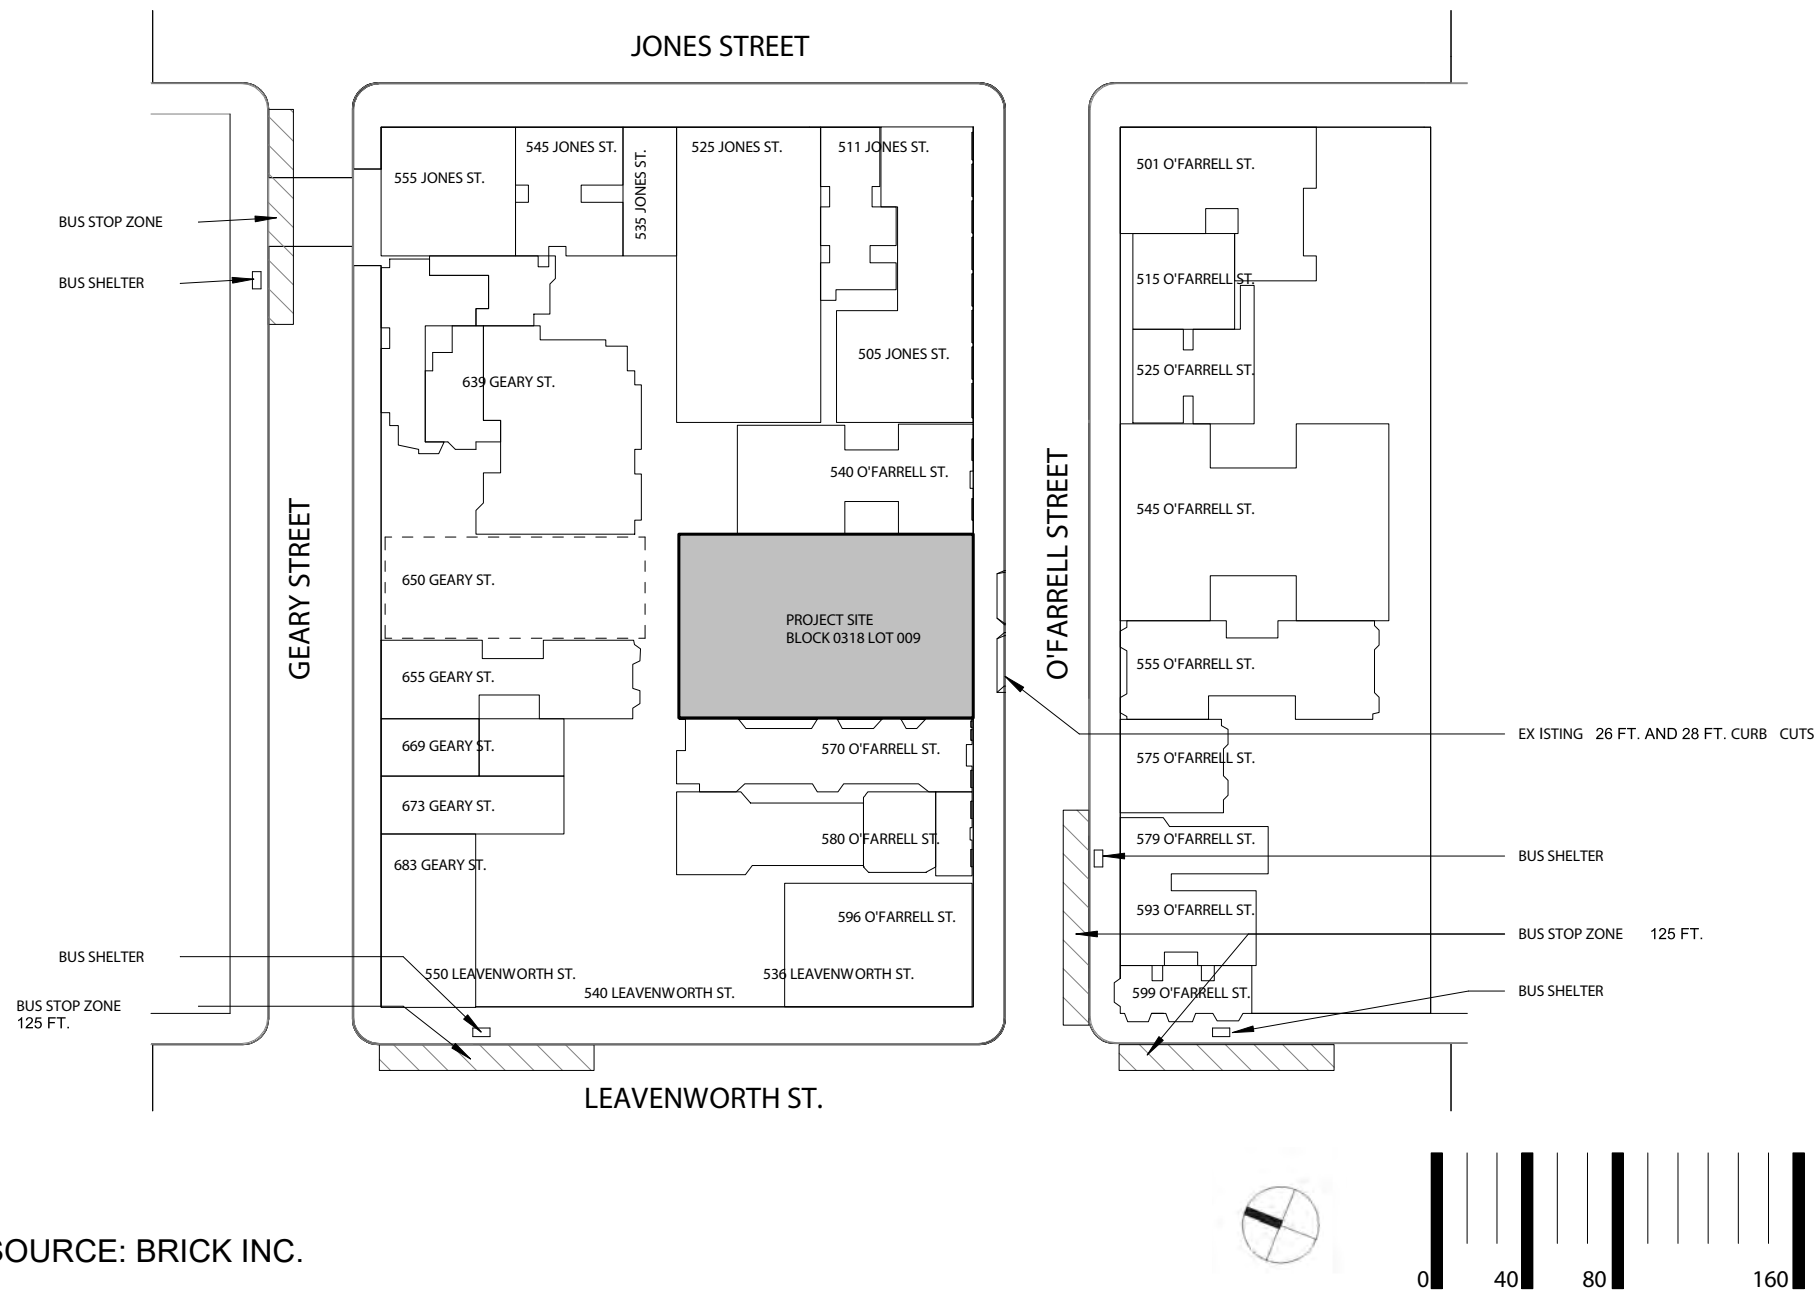 JONES STREET
545 JONES ST.
525 JONES ST.
511 JONES ST.
501 O'FARRELL ST.
555 JONES ST.
535 JONES ST.
BUS STOP ZONE
BUS SHELTER
515 O'FARRELL ST.
505 JONES ST.
525 O'FARRELL ST.
639 GEARY ST.
540 O'FARRELL ST.
545 O'FARRELL ST.
GEARY STREET
O'FARRELL STREET
650 GEARY ST.
PROJECT SITE
BLOCK 0318 LOT 009
655 GEARY ST.
555 O'FARRELL ST.
669 GEARY ST.
570 O'FARRELL ST.
575 O'FARRELL ST.
EXISTING 26 FT. AND 28 FT. CURB CUTS
673 GEARY ST.
580 O'FARRELL ST.
579 O'FARRELL ST.
BUS SHELTER
683 GEARY ST.
596 O'FARRELL ST.
593 O'FARRELL ST.
BUS STOP ZONE 125 FT.
BUS SHELTER
550 LEAVENWORTH ST.
536 LEAVENWORTH ST.
540 LEAVENWORTH ST.
599 O'FARRELL ST.
BUS SHELTER
BUS STOP ZONE
125 FT.
LEAVENWORTH ST.
SOURCE: BRICK INC.
0 40 80 160